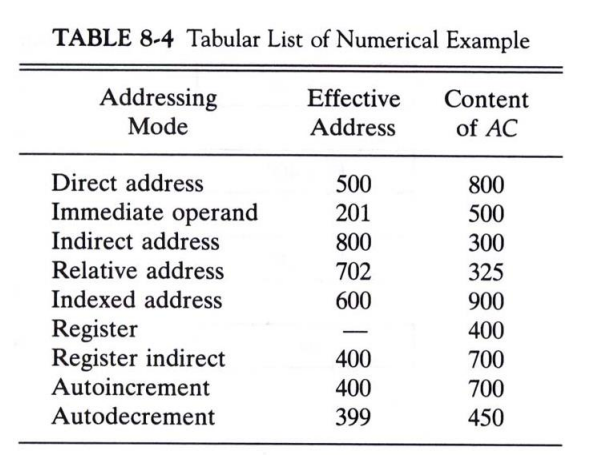 TABLE 8-4 Tabular List of Numerical Example
Addressing Mode Effective Address Content of AC
Direct address 500 800
Immediate operand 201 500
Indirect address 800 300
Relative address 702 325
Indexed address 600 900
Register — 400
Register indirect 400 700
Autoincrement 400 700
Autodecrement 399 450